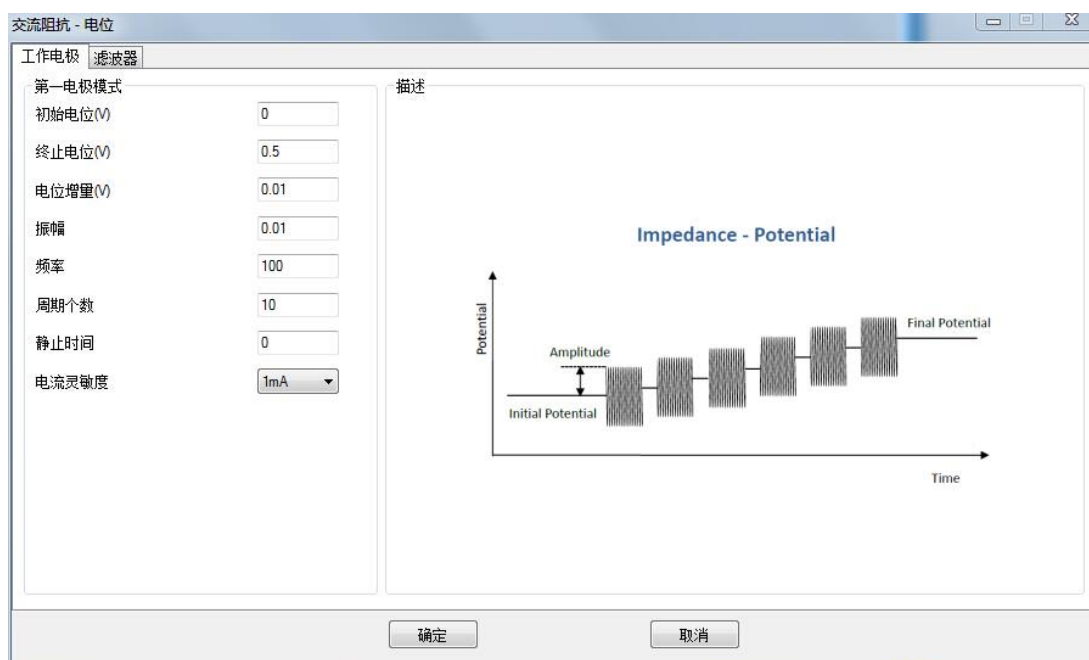 交流阻抗 - 电位
工作电极 滤波器
第一电极模式
初始电位(V) 0
终止电位(V) 0.5
电位增量(V) 0.01
振幅 0.01
频率 100
周期个数 10
静止时间 0
电流灵敏度 1mA
描述
Impedance - Potential
Potential
Amplitude
Initial Potential
Final Potential
Time
确定 取消